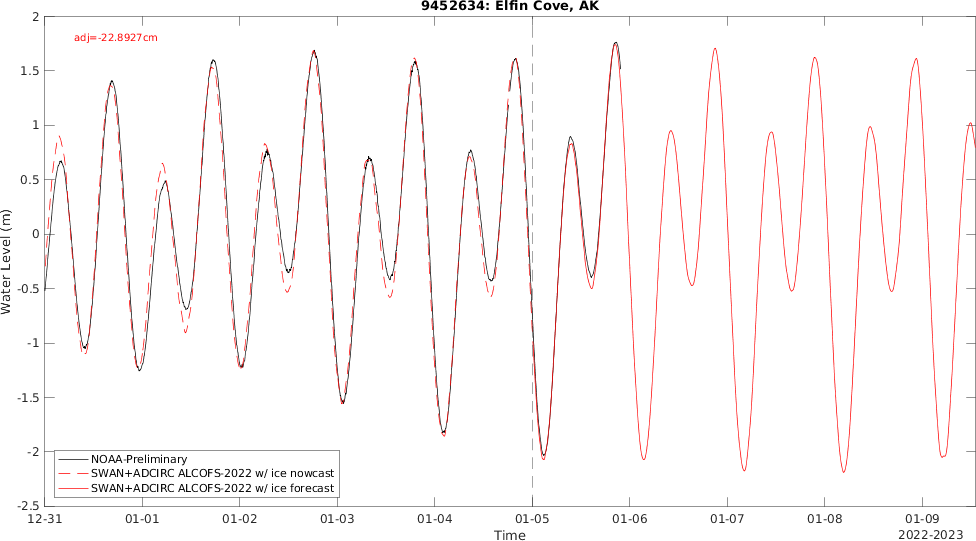 9452634: Elfin Cove, AK
adj=-22.8927cm
2
1.5
1
0.5
0
-0.5
-1
-1.5
-2
-2.5
Water Level (m)
NOAA-Preliminary
SWAN+ADCIRC ALCOFS-2022 w/ ice nowcast
SWAN+ADCIRC ALCOFS-2022 w/ ice forecast
12-31 01-01 01-02 01-03 01-04 01-05 01-06 01-07 01-08 01-09
Time
2022-2023